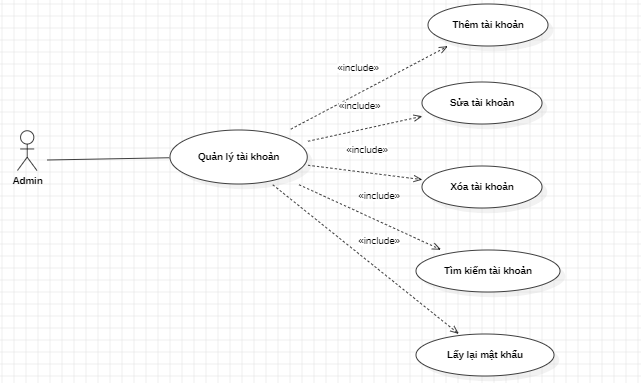 Thêm tài khoản
«include»
Sửa tài khoản
«include»
Quản lý tài khoản
«include»
Admin
Xóa tài khoản
«include»
Tìm kiếm tài khoản
«include»
Lấy lại mật khẩu